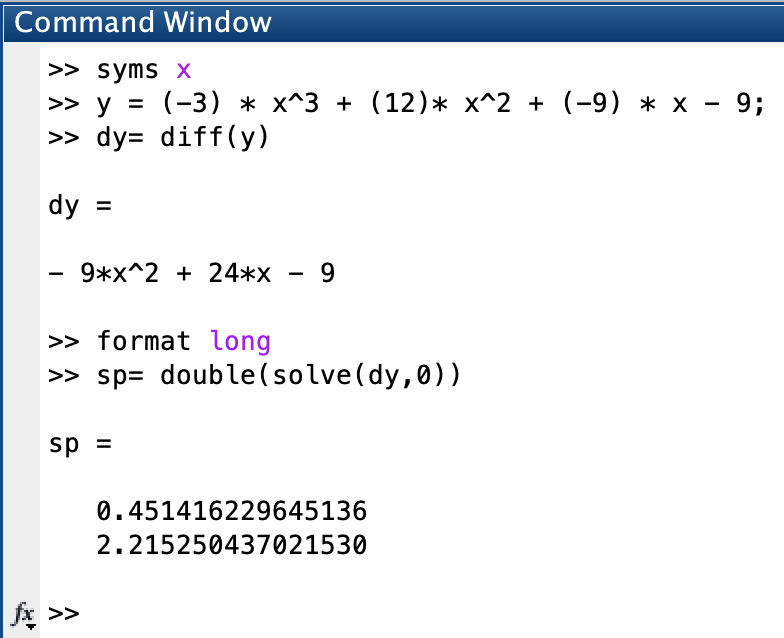 Command Window
>> syms x
>> y = (-3) * x^3 + (12)* x^2 + (-9) * x - 9;
>> dy= diff(y)
dy =
- 9*x^2 + 24*x - 9
>> format long
>> sp= double(solve(dy,0))
sp =
0.451416229645136
2.215250437021530
fx >>